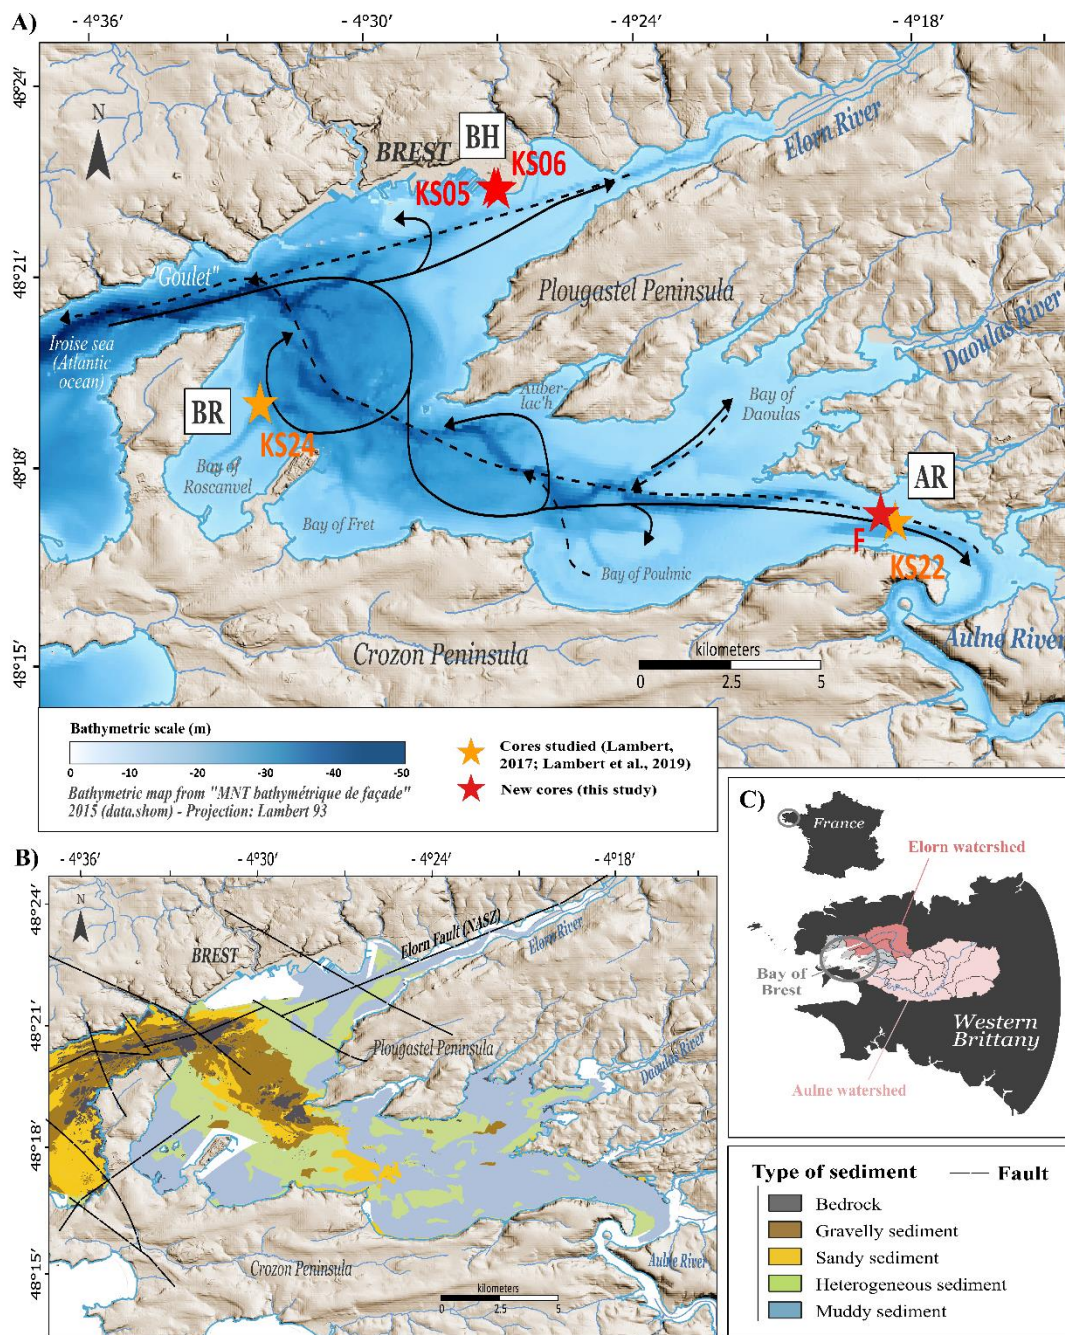 A)
- 4°36'
- 4°30'
- 4°24'
- 4°18'
48°24'
48°21'
48°18'
48°15'
N
BREST
BH
KS06
KS05
Elorn River
"Goulet"
Plougastel Peninsula
Iroise sea
(Atlantic
ocean)
Daoulas River
Auber-
lac'h
Bay of
Daoulas
BR
KS24
Bay of
Roscanvel
Bay of Fret
AR
F
KS22
Bay of Poulmic
Aulne River
Crozon Peninsula
kilometers
0 2.5 5
Bathymetric scale (m)
0 -10 -20 -30 -40 -50
Bathymetric map from "MNT bathymétrique de façade"
2015 (data.shom) - Projection: Lambert 93
Cores studied (Lambert,
2017; Lambert et al., 2019)
New cores (this study)
B)
- 4°36'
- 4°30'
- 4°24'
- 4°18'
48°24'
48°21'
48°18'
48°15'
N
BREST
Elorn Fault (NASZ)
Elorn River
Plougastel Peninsula
Daoulas River
Crozon Peninsula
Aulne River
kilometers
0 2.5 5
C)
France
Elorn watershed
Bay of
Brest
Western
Brittany
Aulne watershed
Type of sediment
Fault
Bedrock
Gravelly sediment
Sandy sediment
Heterogeneous sediment
Muddy sediment